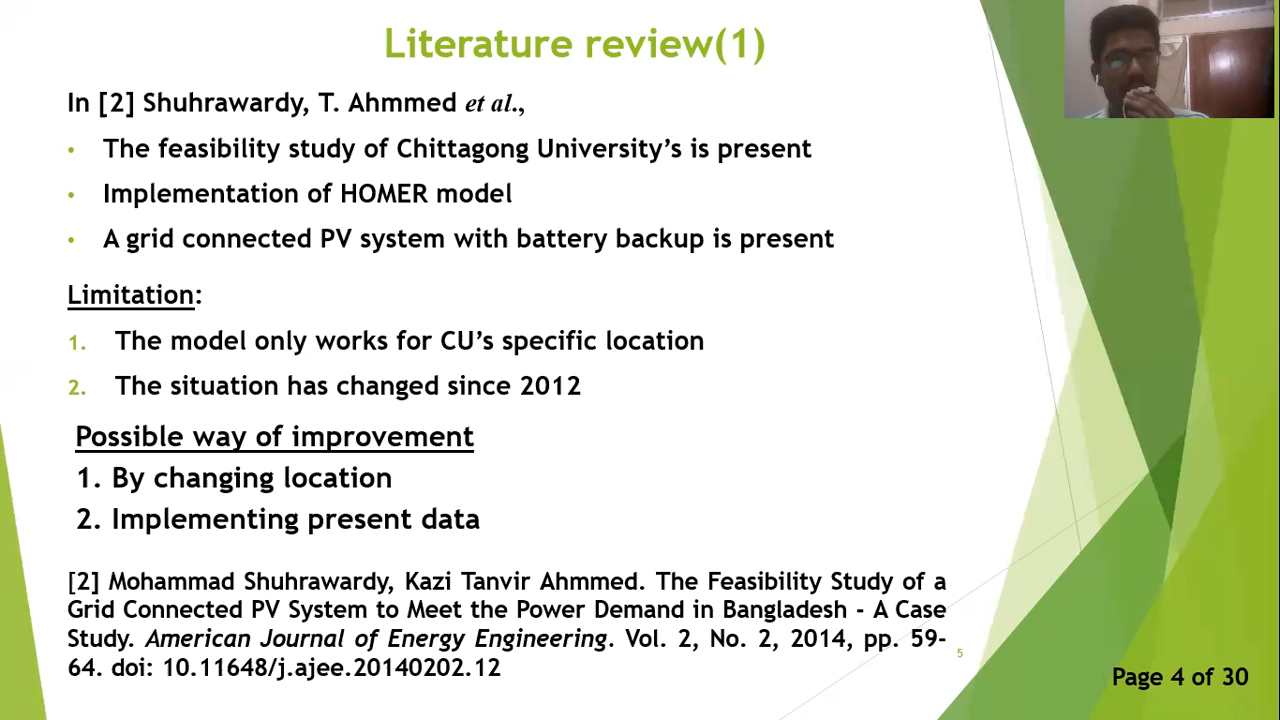 Literature review(1)
In [2] Shuhrawardy, T. Ahmmed et al.,
• The feasibility study of Chittagong University's is present
• Implementation of HOMER model
• A grid connected PV system with battery backup is present
Limitation:
1. The model only works for CU's specific location
2. The situation has changed since 2012
Possible way of improvement
1. By changing location
2. Implementing present data
[2] Mohammad Shuhrawardy, Kazi Tanvir Ahmmed. The Feasibility Study of a
Grid Connected PV System to Meet the Power Demand in Bangladesh - A Case
Study. American Journal of Energy Engineering. Vol. 2, No. 2, 2014, pp. 59-
64. doi: 10.11648/j.ajee.20140202.12
5
Page 4 of 30